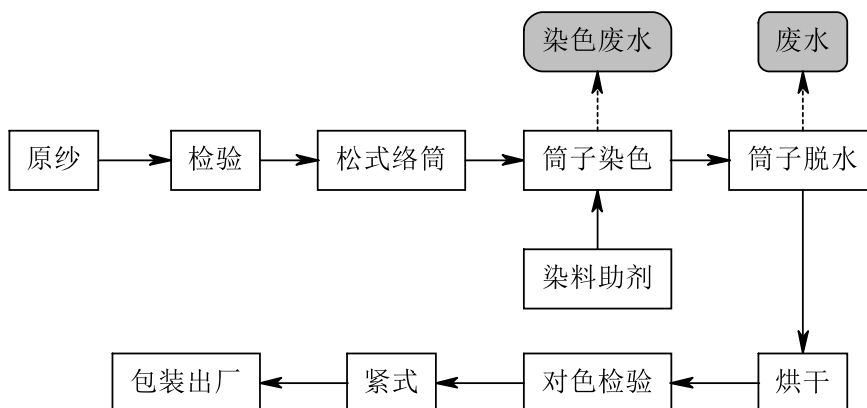 染色废水
废水
原纱
检验
松式络筒
筒子染色
筒子脱水
染料助剂
包装出厂
紧式
对色检验
烘干